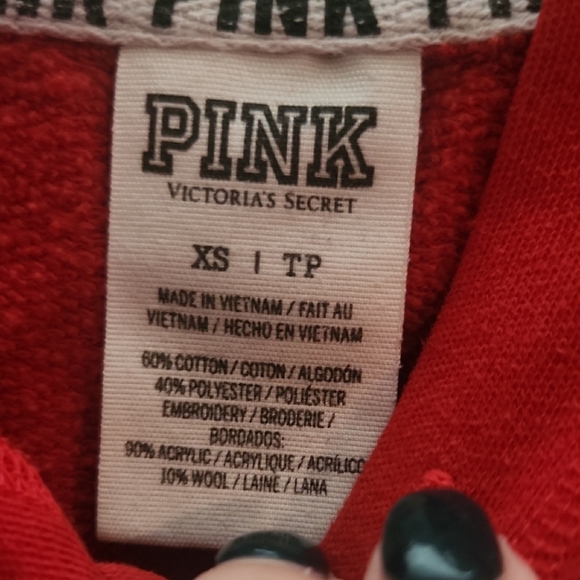 PINK
PINK
VICTORIA'S SECRET
XS | TP
MADE IN VIETNAM / FAIT AU
VIETNAM / HECHO EN VIETNAM
60% COTTON / COTON / ALGODÓN
40% POLYESTER / POLIÉSTER
EMBROIDERY / BRODERIE /
BORDADOS:
90% ACRYLIC / ACRYLIQUE / ACRÍLICO
10% WOOL / LAINE / LANA